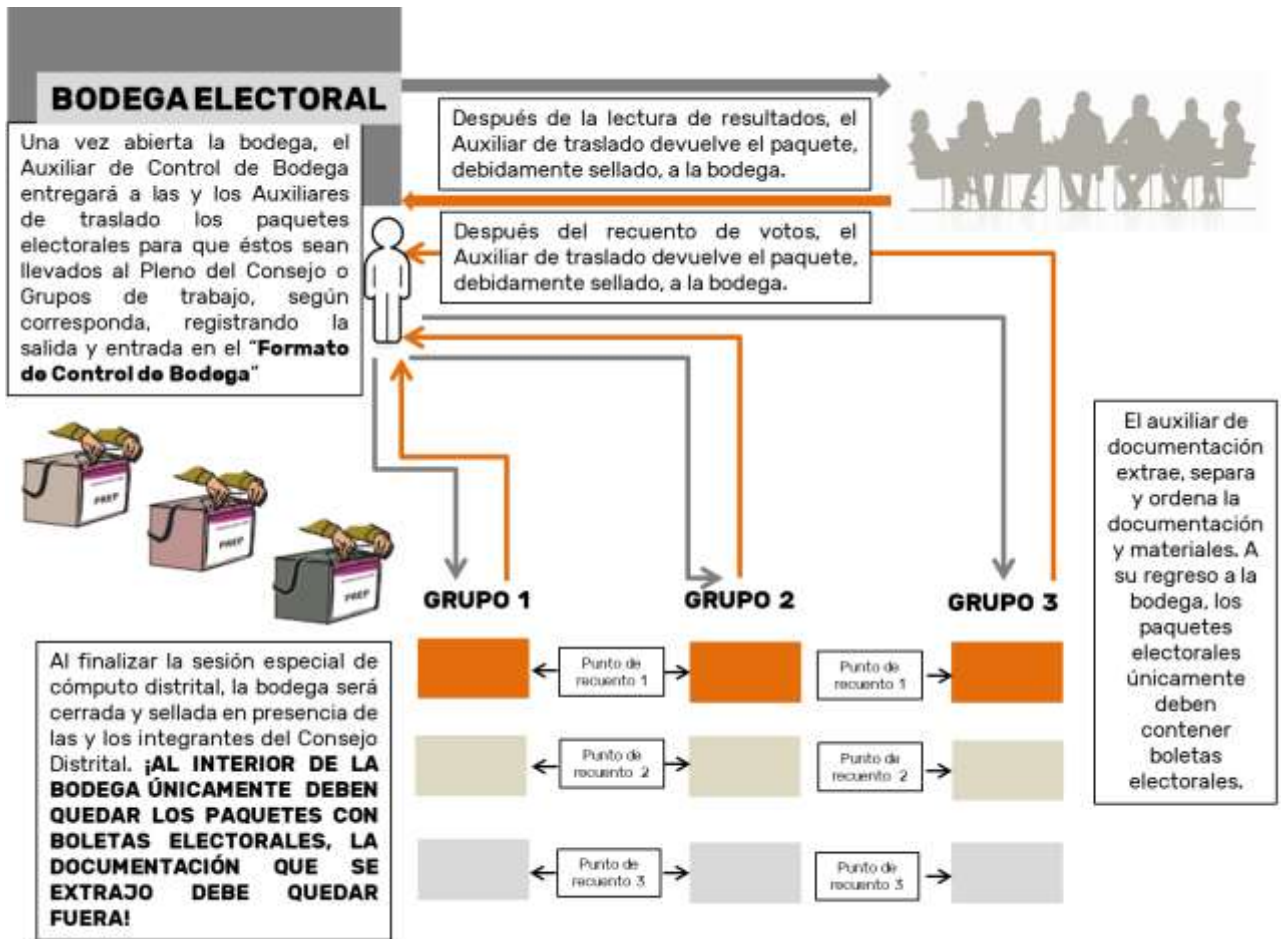 BODEGA ELECTORAL
Una vez abierta la bodega, el
Auxiliar de Control de Bodega
entregará a las y los Auxiliares
de traslado los paquetes
electorales para que éstos sean
llevados al Pleno del Consejo o
Grupos de trabajo, según
corresponda, registrando la
salida y entrada en el "Formato
de Control de Bodega"
Después de la lectura de resultados, el
Auxiliar de traslado devuelve el paquete,
debidamente sellado, a la bodega.
Después del recuento de votos, el
Auxiliar de traslado devuelve el paquete,
debidamente sellado, a la bodega.
PREP
PREP
PREP
El auxiliar de
documentación
extrae, separa
y ordena la
documentación
y materiales. A
su regreso a la
bodega, los
paquetes
electorales
únicamente
deben
contener
boletas
electorales.
GRUPO 1
GRUPO 2
GRUPO 3
Punto de
recuento 1
Punto de
recuento 1
Punto de
recuento 2
Punto de
recuento 2
Punto de
recuento 3
Punto de
recuento 3
Al finalizar la sesión especial de
cómputo distrital, la bodega será
cerrada y sellada en presencia de
las y los integrantes del Consejo
Distrital. ¡AL INTERIOR DE LA
BODEGA ÚNICAMENTE DEBEN
QUEDAR LOS PAQUETES CON
BOLETAS ELECTORALES, LA
DOCUMENTACIÓN QUE SE
EXTRAJO DEBE QUEDAR
FUERA!